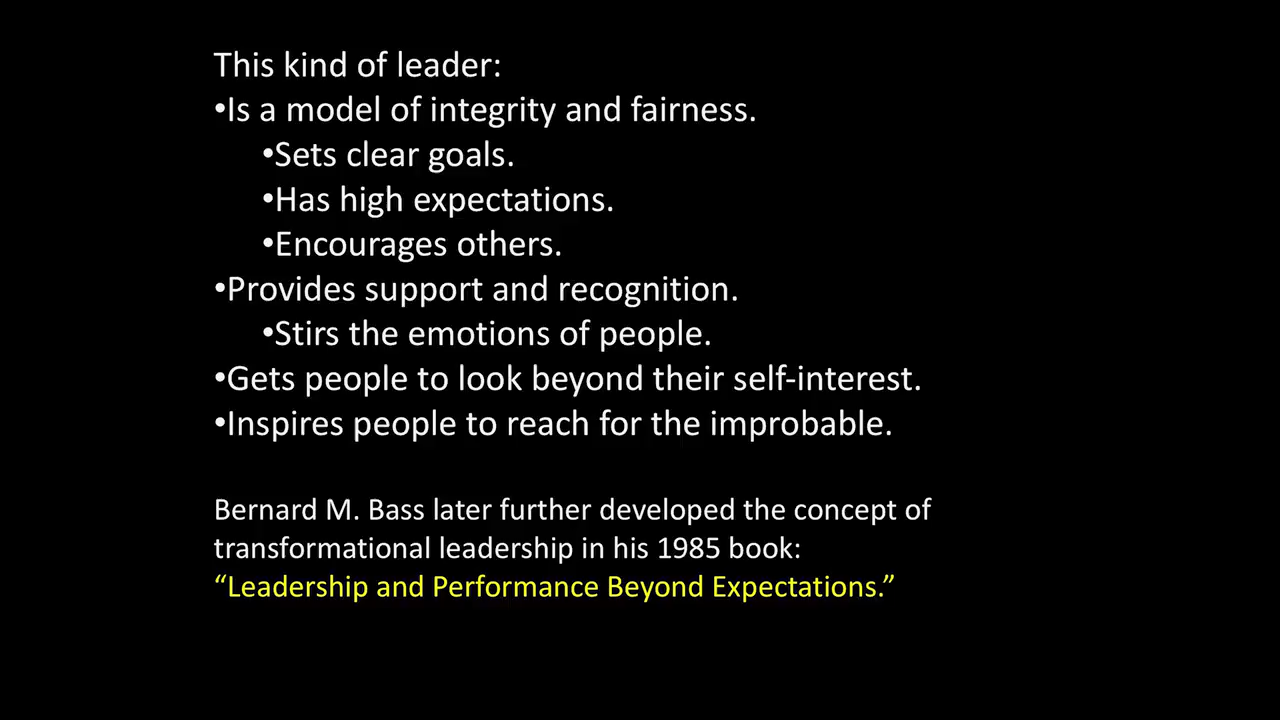 This kind of leader:
•Is a model of integrity and fairness.
•Sets clear goals.
•Has high expectations.
•Encourages others.
•Provides support and recognition.
•Stirs the emotions of people.
•Gets people to look beyond their self-interest.
•Inspires people to reach for the improbable.
Bernard M. Bass later further developed the concept of
transformational leadership in his 1985 book:
“Leadership and Performance Beyond Expectations.”